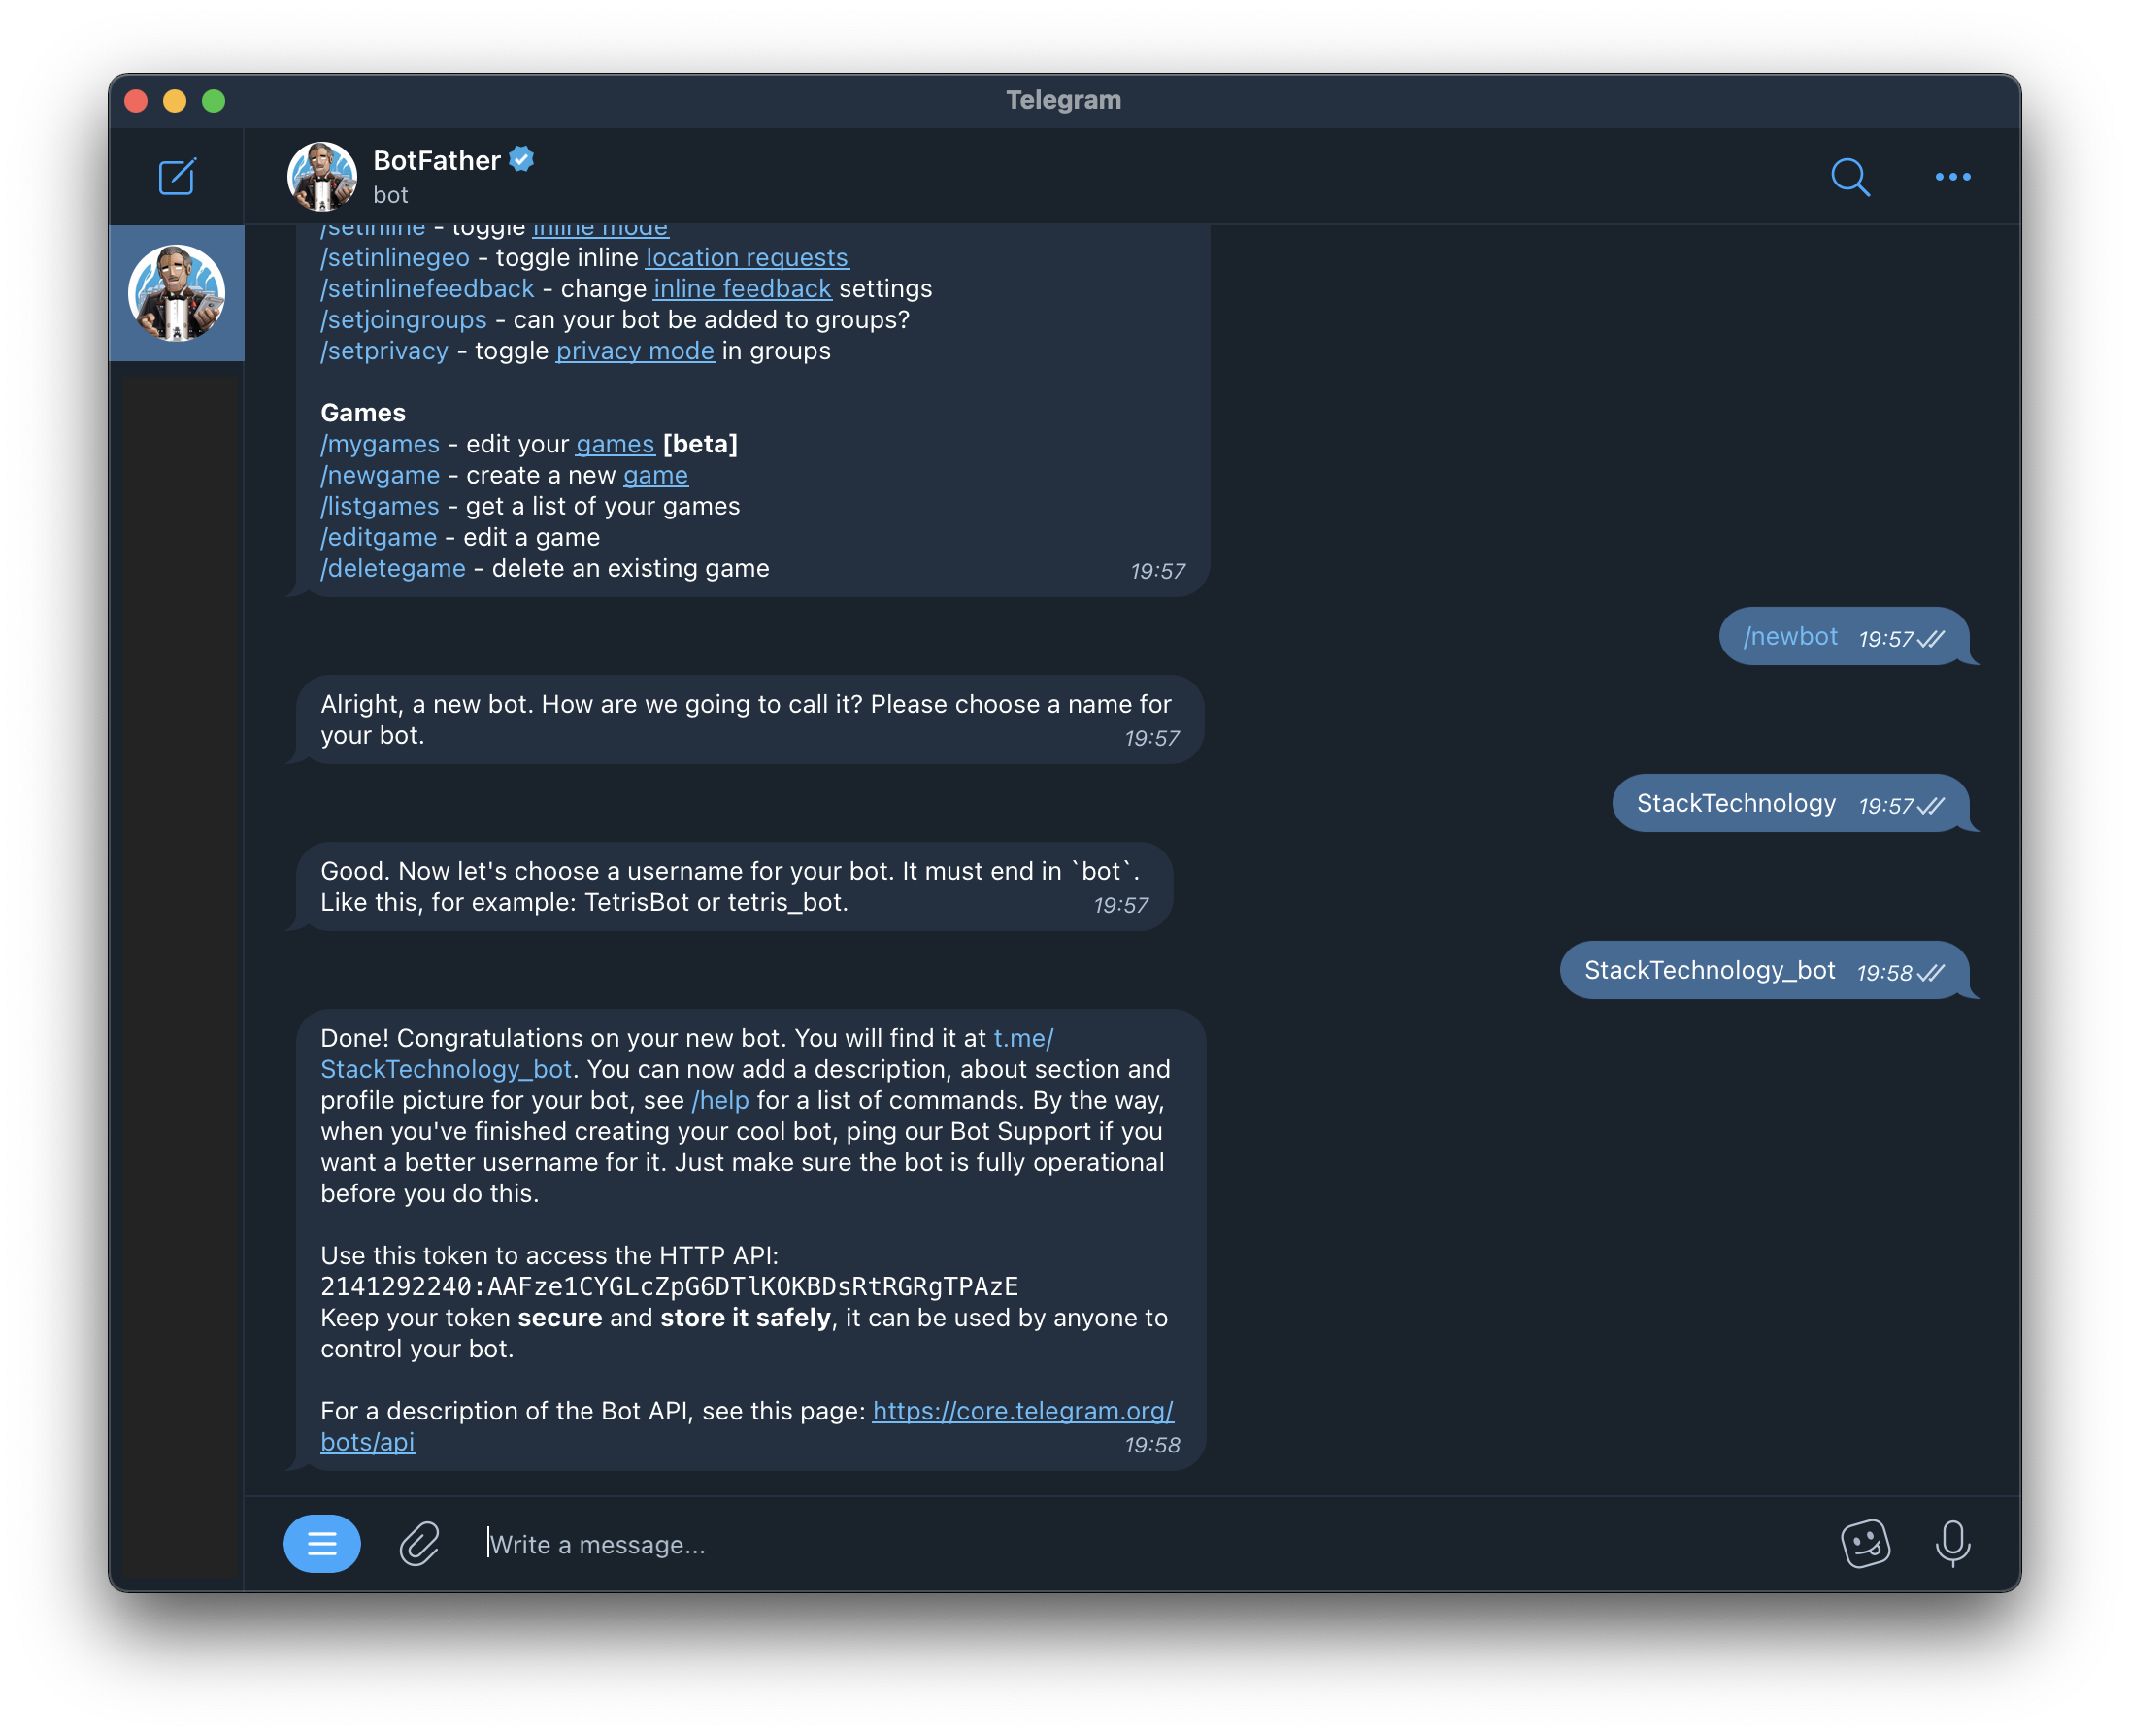 Telegram
BotFather
bot
/setinline - toggle inline mode
/setinlinegeo - toggle inline location requests
/setinlinefeedback - change inline feedback settings
/setjoingroups - can your bot be added to groups?
/setprivacy - toggle privacy mode in groups
Games
/mygames - edit your games [beta]
/newgame - create a new game
/listgames - get a list of your games
/editgame - edit a game
/deletegame - delete an existing game
19:57
/newbot 19:57
Alright, a new bot. How are we going to call it? Please choose a name for
your bot. 19:57
StackTechnology 19:57
Good. Now let's choose a username for your bot. It must end in `bot`.
Like this, for example: TetrisBot or tetris_bot. 19:57
StackTechnology_bot 19:58
Done! Congratulations on your new bot. You will find it at t.me/
StackTechnology_bot. You can now add a description, about section and
profile picture for your bot, see /help for a list of commands. By the way,
when you've finished creating your cool bot, ping our Bot Support if you
want a better username for it. Just make sure the bot is fully operational
before you do this.
Use this token to access the HTTP API:
2141292240:AAFze1CYGLcZpG6DTlKOKBDsRtRGRgTPAzE
Keep your token secure and store it safely, it can be used by anyone to
control your bot.
For a description of the Bot API, see this page: https://core.telegram.org/
bots/api 19:58
Write a message...